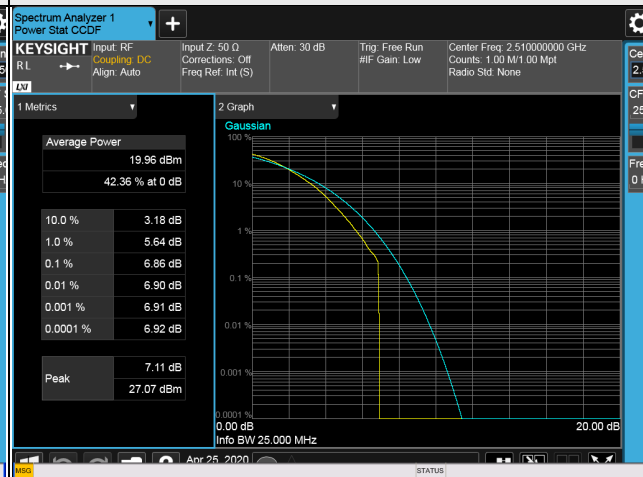 Spectrum Analyzer 1
Power Stat CCDF
+
KEYSIGHT
RL
LXI
Input: RF
Coupling: DC
Align: Auto
Input Z: 50 Ω
Corrections: Off
Freq Ref: Int (S)
Atten: 30 dB
Trig: Free Run
#IF Gain: Low
Center Freq: 2.510000000 GHz
Counts: 1.00 M/1.00 Mpt
Radio Std: None
1 Metrics
Average Power
19.96 dBm
42.36 % at 0 dB
10.0 % 3.18 dB
1.0 % 5.64 dB
0.1 % 6.86 dB
0.01 % 6.90 dB
0.001 % 6.91 dB
0.0001 % 6.92 dB
Peak
7.11 dB
27.07 dBm
2 Graph
Gaussian
100 %
10 %
1 %
0.1 %
0.01 %
0.001 %
0.0001 %
0.00 dB 20.00 dB
Info BW 25.000 MHz
Apr 25, 2020
MSG STATUS